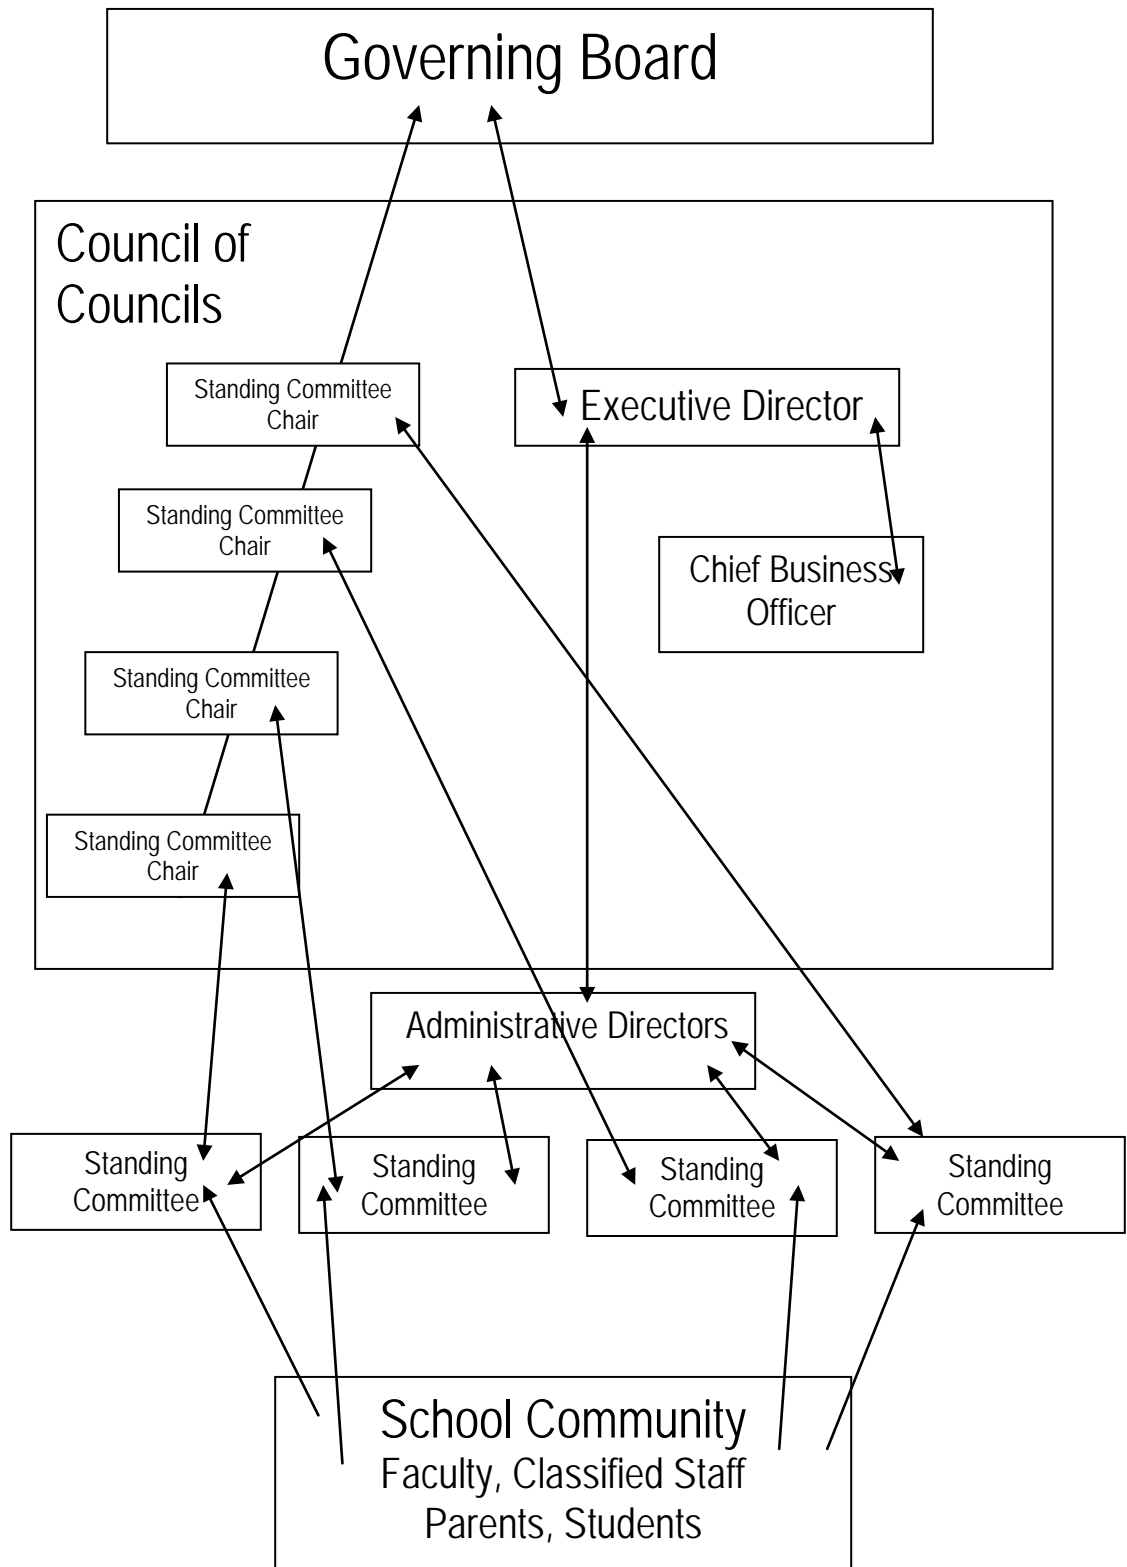 Governing Board
Council of
Councils
Standing Committee
Chair
Executive Director
Standing Committee
Chair
Chief Business
Officer
Standing Committee
Chair
Standing Committee
Chair
Administrative Directors
Standing
Committee
Standing
Committee
Standing
Committee
Standing
Committee
School Community
Faculty, Classified Staff
Parents, Students